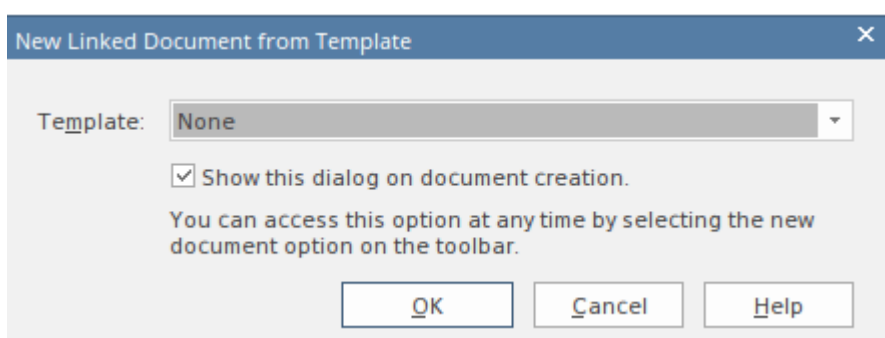 New Linked Document from Template
Template: None
Show this dialog on document creation.
You can access this option at any time by selecting the new
document option on the toolbar.
OK Cancel Help